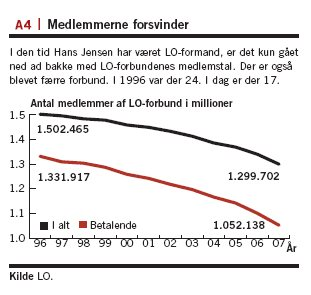 A4 | Medlemmerne forsvinder
I den tid Hans Jensen har været LO-formand, er det kun gået
ned ad bakke med LO-forbundenes medlemstal. Der er også
blevet færre forbund. I 1996 var der 24. I dag er der 17.
Antal medlemmer af LO-forbund i millioner
1.5
1.502.465
1.4
1.3
1.331.917
1.299.702
1.2
1.1
I alt Betalende 1.052.138
1.0
96 97 98 99 00 01 02 03 04 05 06 07 År
Kilde LO.